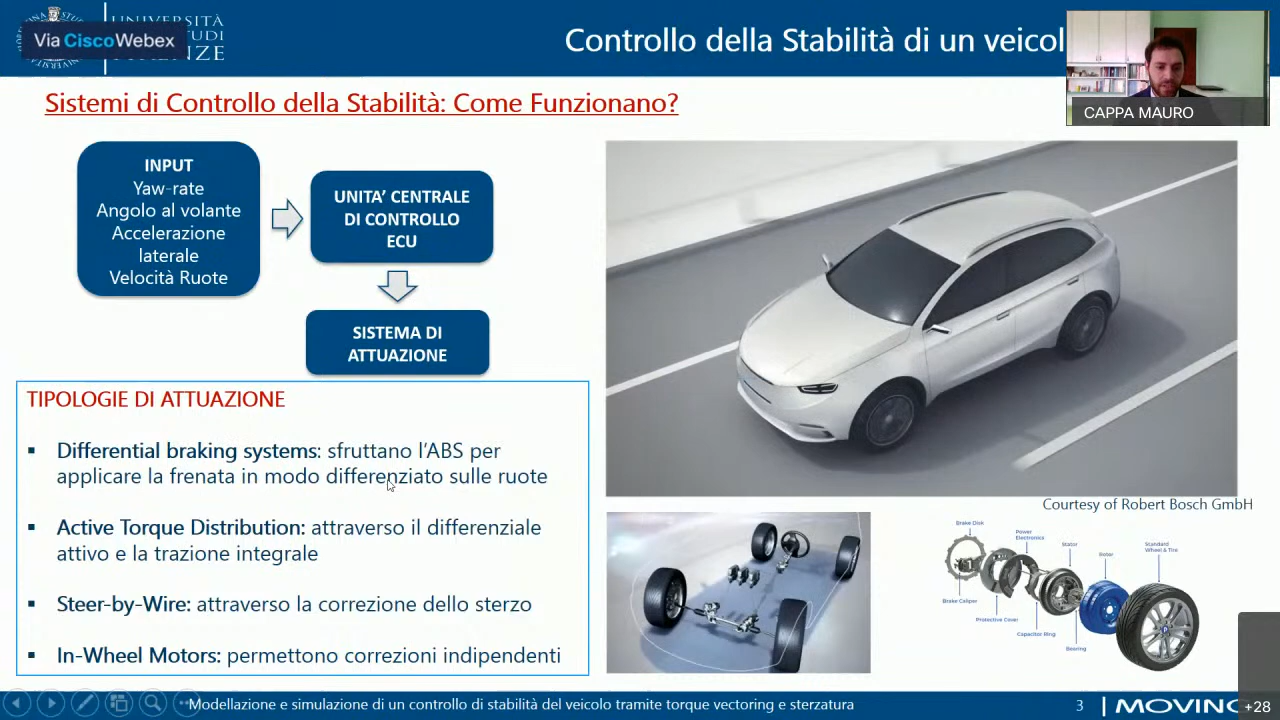 UNIVERSITÀ
STUDI
Via CiscoWebex
Controllo della Stabilità di un veicol
CAPPA MAURO
Sistemi di Controllo della Stabilità: Come Funzionano?
INPUT
Yaw-rate
Angolo al volante
Accelerazione
laterale
Velocità Ruote
UNITA' CENTRALE
DI CONTROLLO
ECU
SISTEMA DI
ATTUAZIONE
TIPOLOGIE DI ATTUAZIONE
▪ Differential braking systems: sfruttano l'ABS per
applicare la frenata in modo differenziato sulle ruote
▪ Active Torque Distribution: attraverso il differenziale
attivo e la trazione integrale
▪ Steer-by-Wire: attraverso la correzione dello sterzo
▪ In-Wheel Motors: permettono correzioni indipendenti
Courtesy of Robert Bosch GmbH
Brake Disk
Power
Electronics
Stator
Rotor
Standard
Wheel & Tire
Brake Caliper
Protective Cover
Capacitor Ring
Bearing
Modellazione e simulazione di un controllo di stabilità del veicolo tramite torque vectoring e sterzatura
3
MOVING
+28